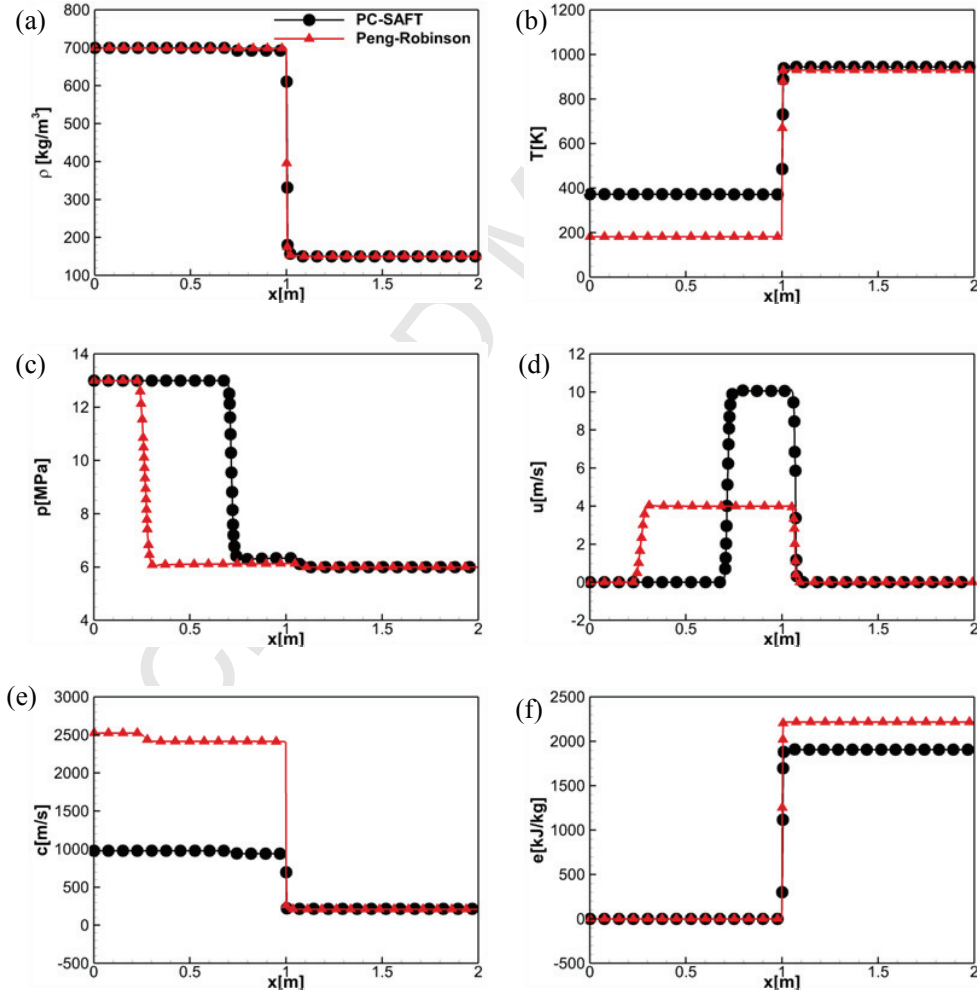 (a)
800
700
600
500
400
300
200
100
ρ [kg/m³]
PC-SAFT
Peng-Robinson
0 0.5 1 1.5 2
x[m]
(b)
1200
1000
800
600
400
200
0
T[K]
0 0.5 1 1.5 2
x[m]
(c)
14
12
10
8
6
4
p[MPa]
0 0.5 1 1.5 2
x[m]
(d)
12
10
8
6
4
2
0
-2
u[m/s]
0 0.5 1 1.5 2
x[m]
(e)
3000
2500
2000
1500
1000
500
0
-500
c[m/s]
0 0.5 1 1.5 2
x[m]
(f)
2500
2000
1500
1000
500
0
-500
e[kJ/kg]
0 0.5 1 1.5 2
x[m]